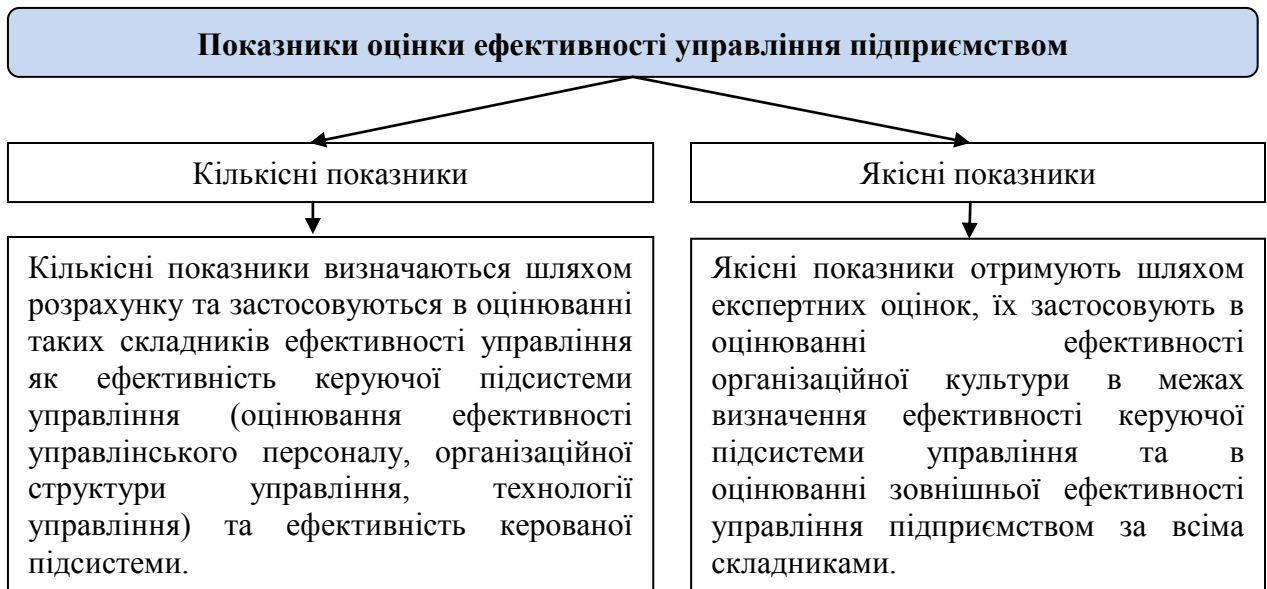 Показники оцінки ефективності управління підприємством
Кількісні показники
Якісні показники
Кількісні показники визначаються шляхом
розрахунку та застосовуються в оцінюванні
таких складників ефективності управління
як ефективність керуючої підсистеми
управління (оцінювання ефективності
управлінського персоналу, організаційної
структури управління, технології
управління) та ефективність керованої
підсистеми.
Якісні показники отримують шляхом
експертних оцінок, їх застосовують в
оцінюванні ефективності
організаційної культури в межах
визначення ефективності керуючої
підсистеми управління та в
оцінюванні зовнішньої ефективності
управління підприємством за всіма
складниками.